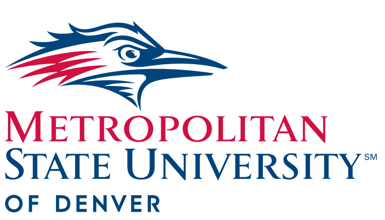 METROPOLITAN
STATE UNIVERSITY℠
OF DENVER